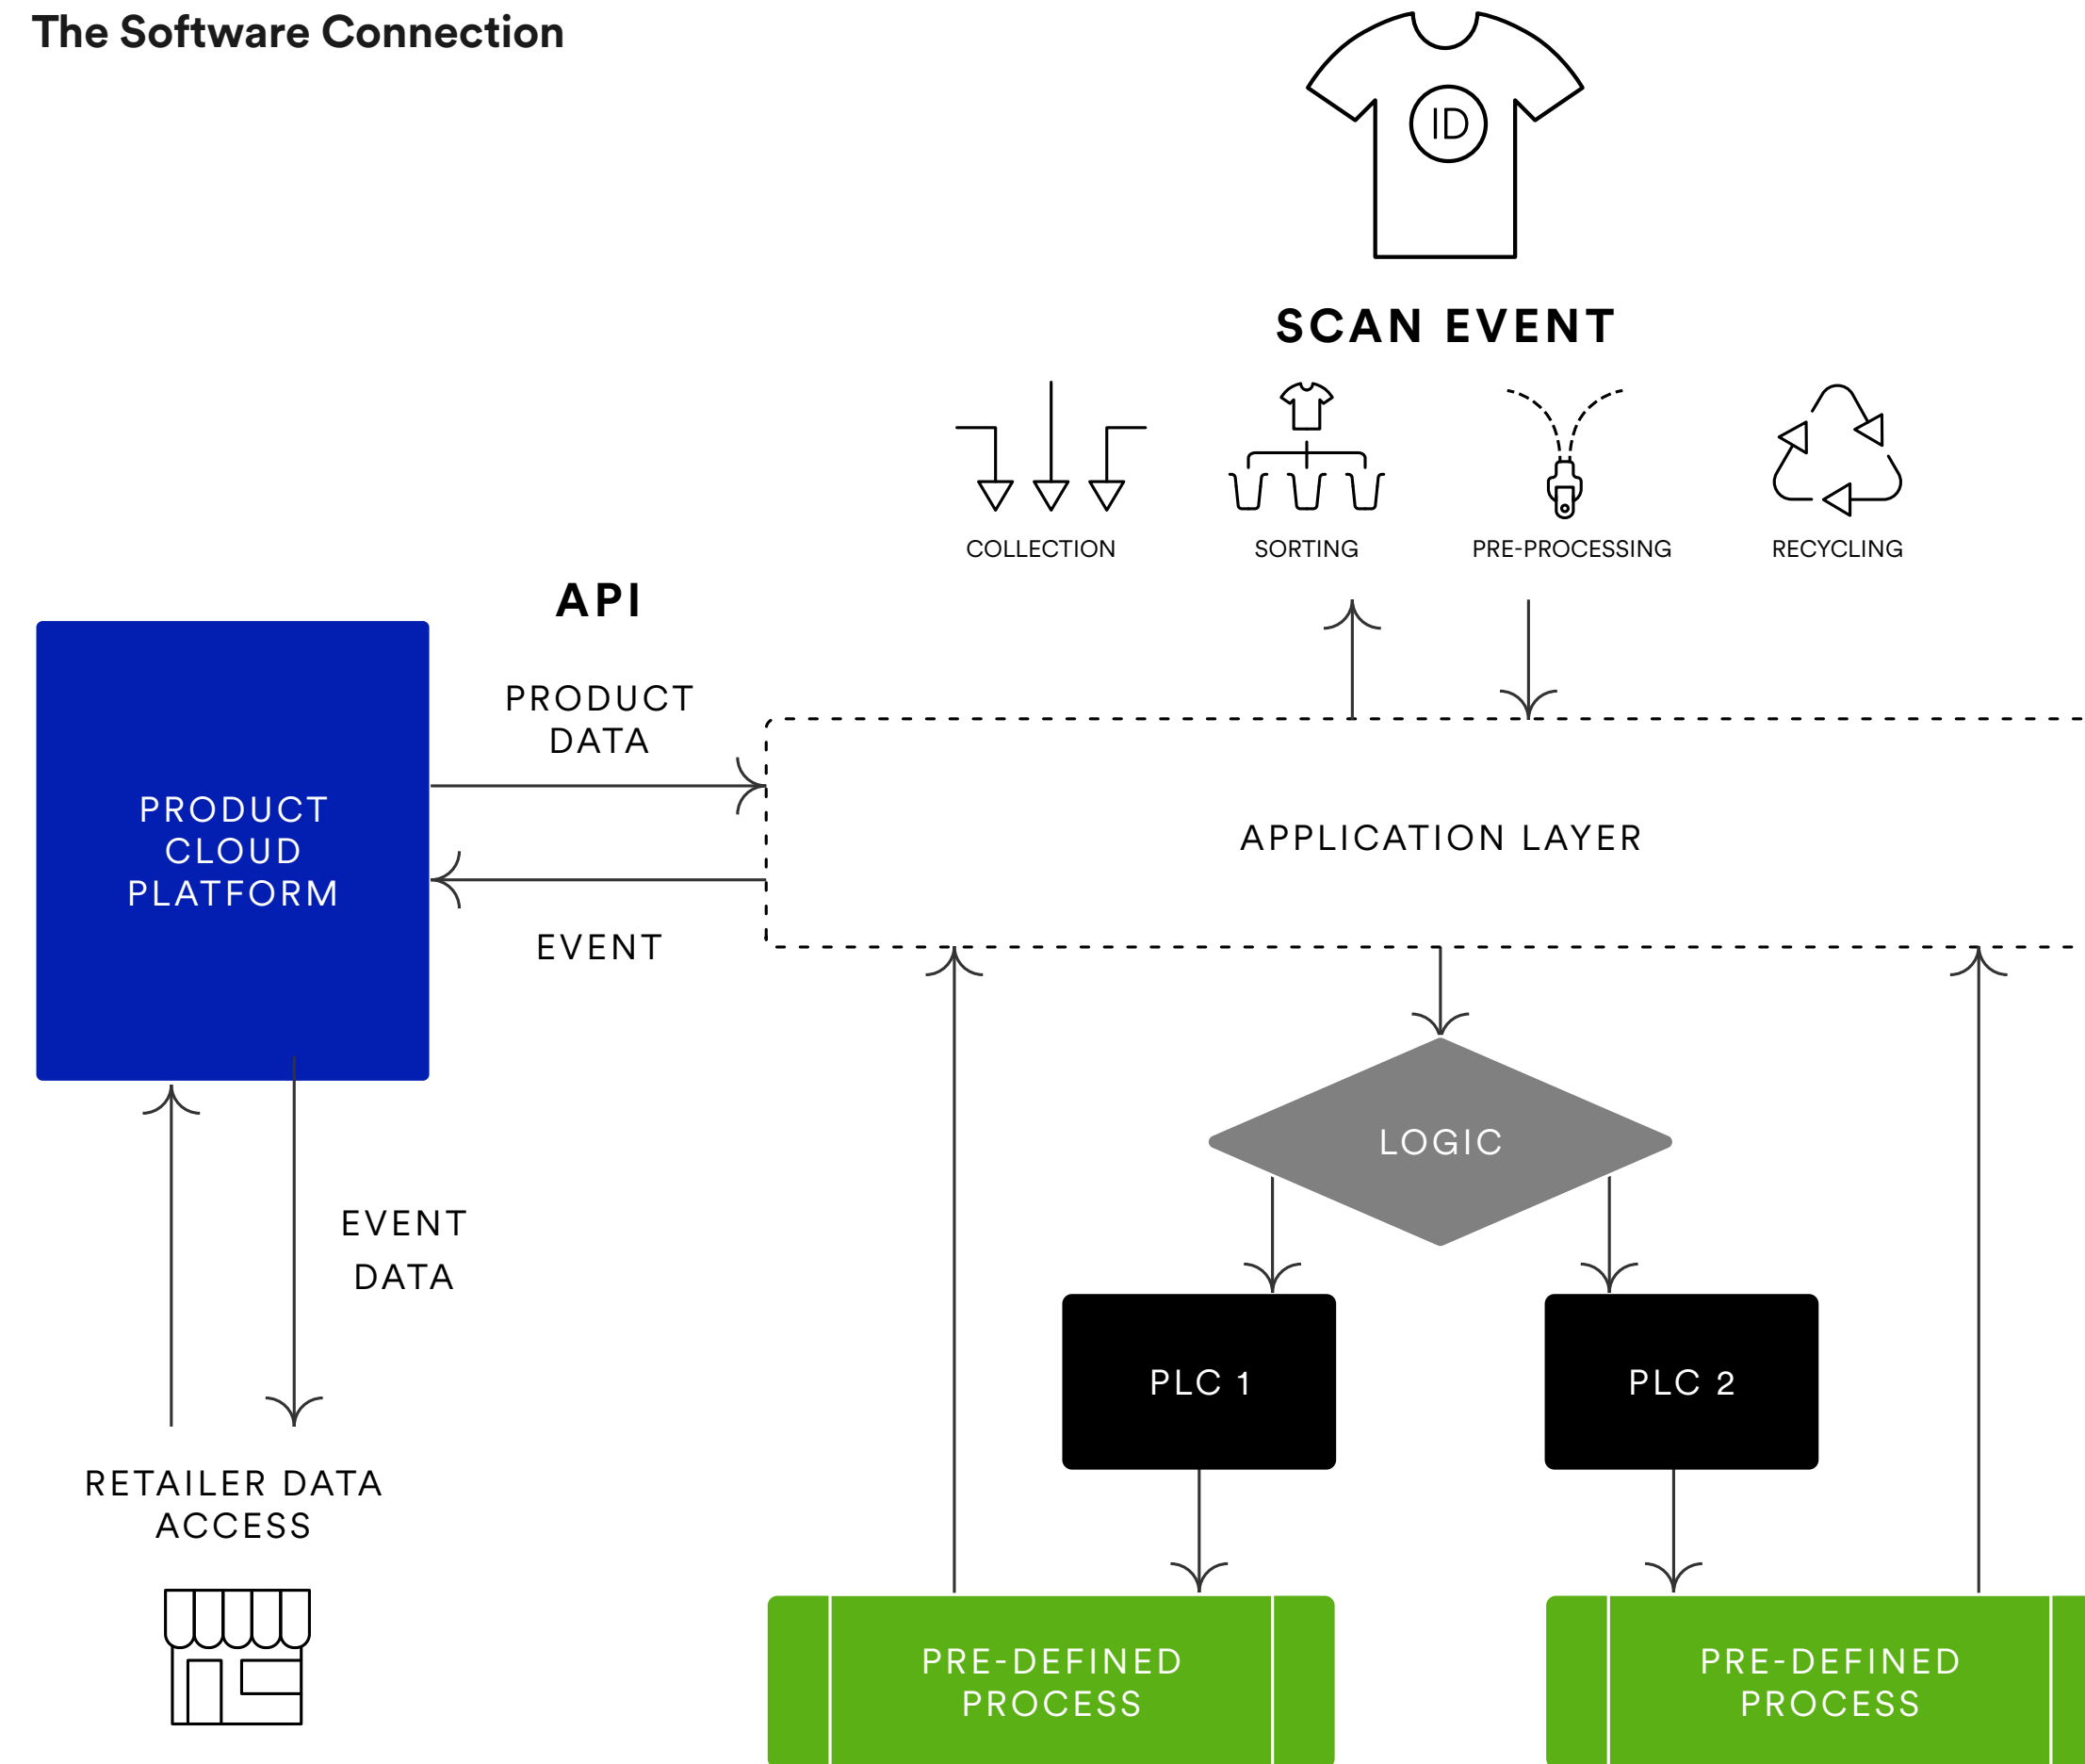 The Software Connection
ID
SCAN EVENT
COLLECTION
SORTING
PRE-PROCESSING
RECYCLING
API
PRODUCT
DATA
PRODUCT
CLOUD
PLATFORM
APPLICATION LAYER
EVENT
LOGIC
EVENT
DATA
PLC 1
PLC 2
RETAILER DATA
ACCESS
PRE-DEFINED
PROCESS
PRE-DEFINED
PROCESS